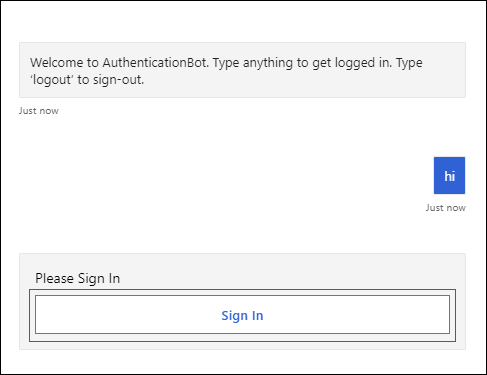 Welcome to AuthenticationBot. Type anything to get logged in. Type
‘logout’ to sign-out.
Just now
hi
Just now
Please Sign In
Sign In